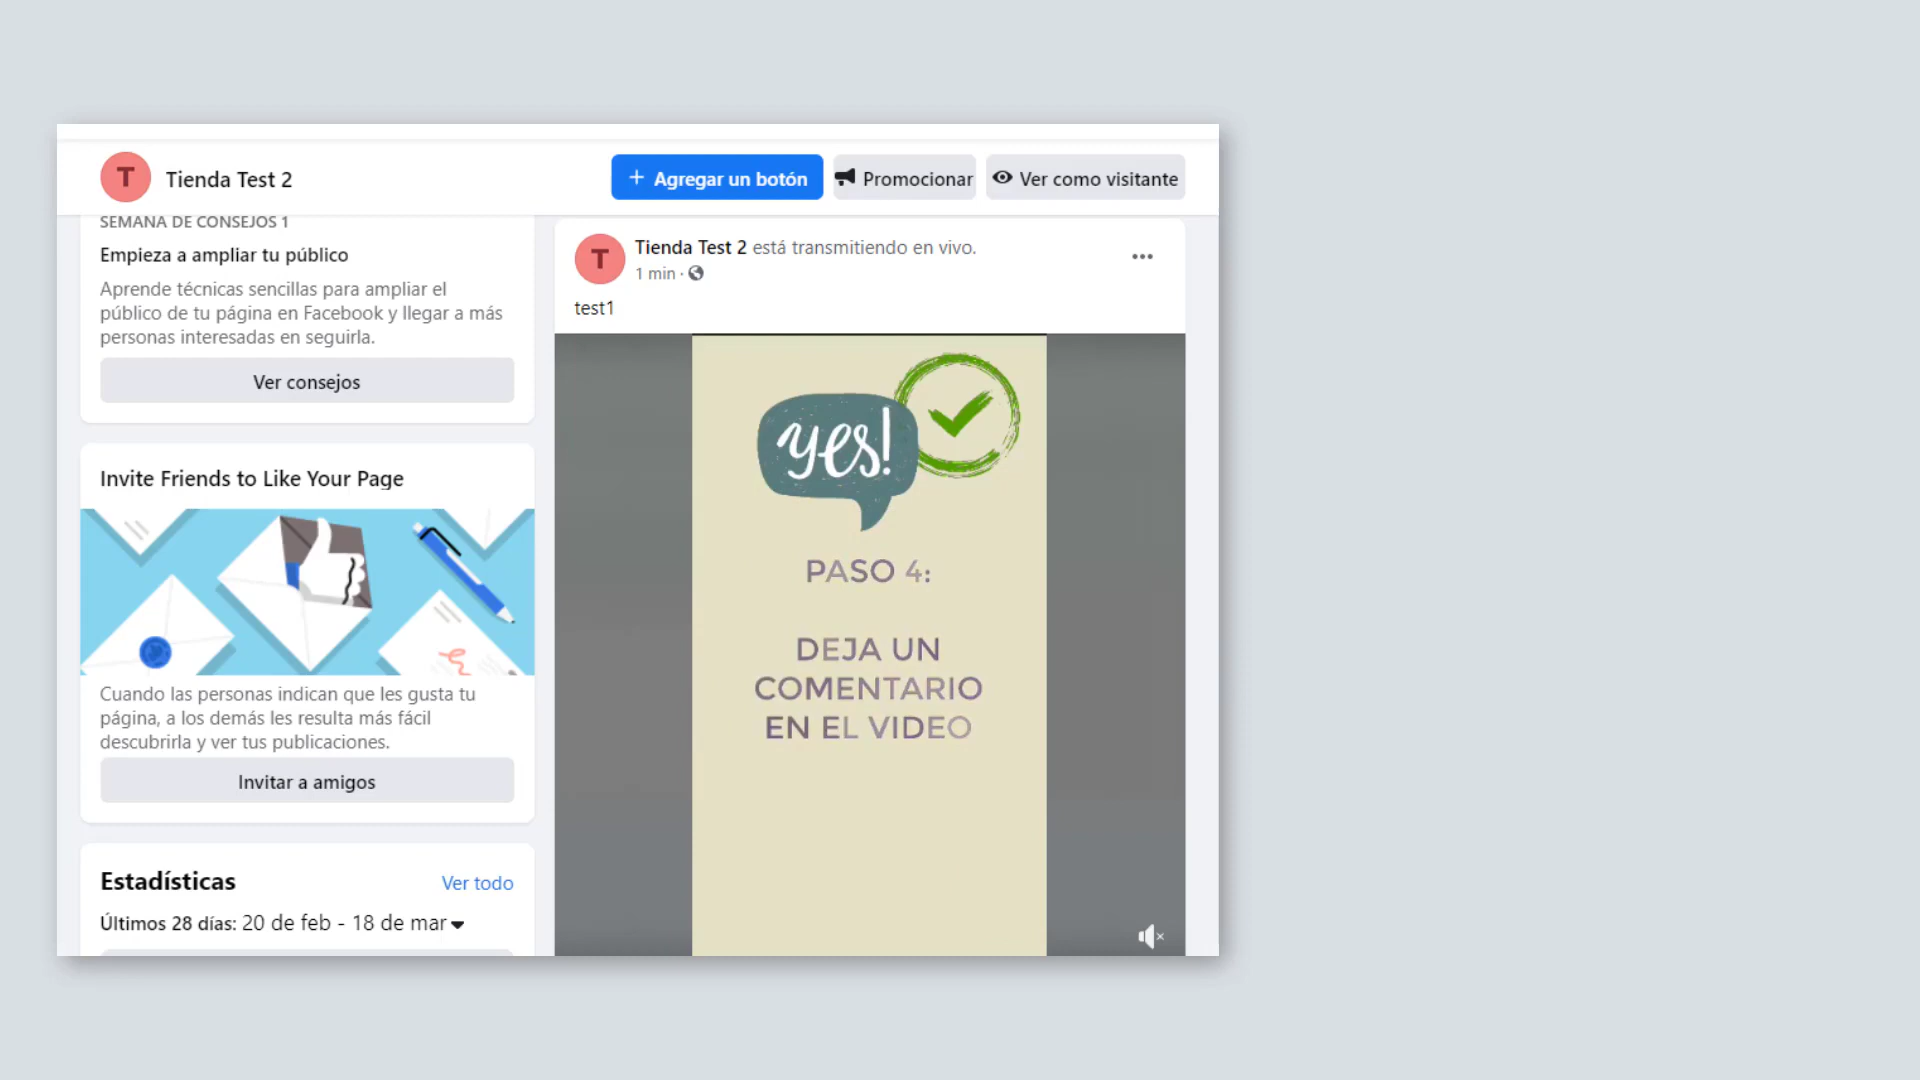 T
Tienda Test 2
+ Agregar un botón
Promocionar
Ver como visitante
SEMANA DE CONSEJOS 1
Empieza a ampliar tu público
Aprende técnicas sencillas para ampliar el
público de tu página en Facebook y llegar a más
personas interesadas en seguirla.
Ver consejos
Invite Friends to Like Your Page
Cuando las personas indican que les gusta tu
página, a los demás les resulta más fácil
descubrirla y ver tus publicaciones.
Invitar a amigos
Estadísticas
Ver todo
Últimos 28 días: 20 de feb - 18 de mar
T
Tienda Test 2 está transmitiendo en vivo.
1 min ·
test1
yes!
PASO 4:
DEJA UN
COMENTARIO
EN EL VIDEO